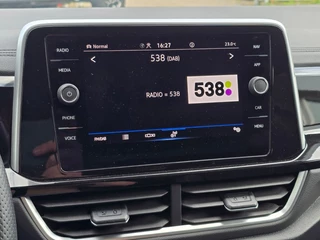 RADIO
Normal
16:27
23.0
NAV
538 (DAB)
MEDIA
APP
RADIO = 538
538
CAR
PHONE
VOICE
MENU